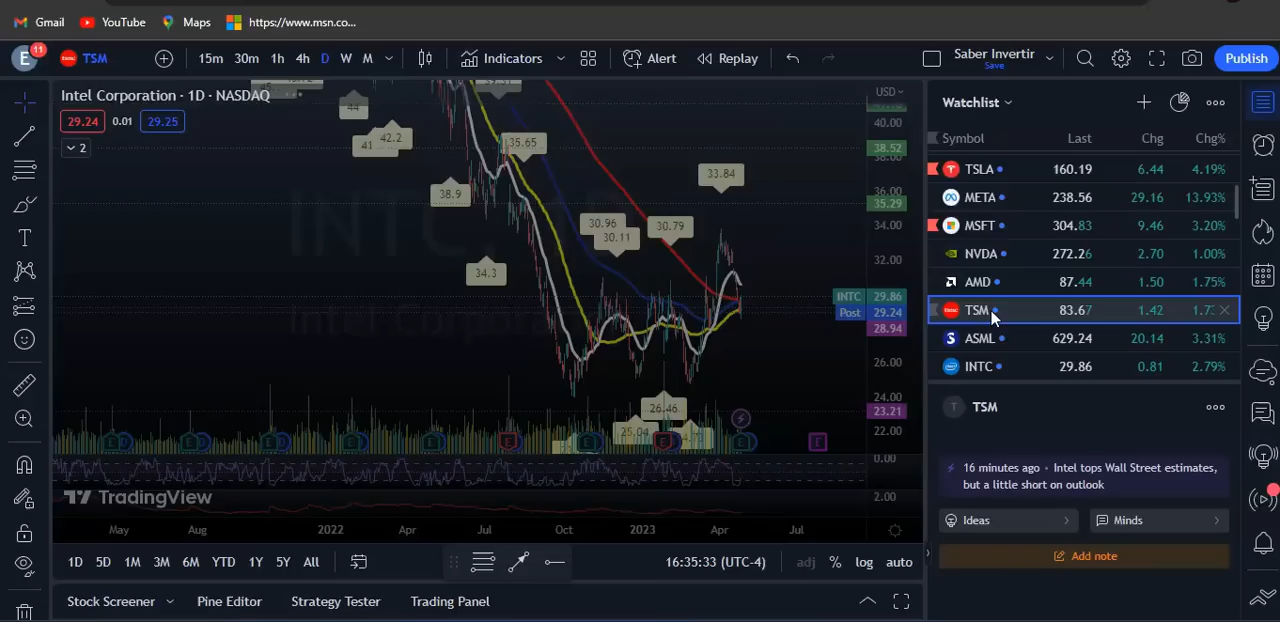 Gmail YouTube Maps https://www.msn.co...
E 11 TSM 15m 30m 1h 4h D W M Indicators Alert Replay Saber Invertir Save Publish
Intel Corporation · 1D · NASDAQ
29.24 0.01 29.25
2
USD
40.00
38.52
38.00
36.00
35.29
34.00
32.00
INTC 29.86
Post 29.24
28.94
26.00
24.00
23.21
22.00
0.00
2.00
44
42.2
41
35.65
38.9
33.84
30.96
30.11
30.79
34.3
26.46
25.04
TradingView
May Aug 2022 Apr Jul Oct 2023 Apr Jul
1D 5D 1M 3M 6M YTD 1Y 5Y All 16:35:33 (UTC-4) adj % log auto
Stock Screener Pine Editor Strategy Tester Trading Panel
Watchlist
Symbol Last Chg Chg%
TSLA 160.19 6.44 4.19%
META 238.56 29.16 13.93%
MSFT 304.83 9.46 3.20%
NVDA 272.26 2.70 1.00%
AMD 87.44 1.50 1.75%
TSM 83.67 1.42
ASML 629.24 20.14 3.31%
INTC 29.86 0.81 2.79%
T TSM
16 minutes ago · Intel tops Wall Street estimates,
but a little short on outlook
Ideas Minds
Add note